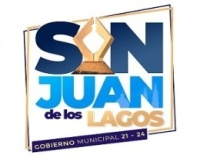 SAN
JUAN
de los LAGOS
GOBIERNO MUNICIPAL 21 - 24